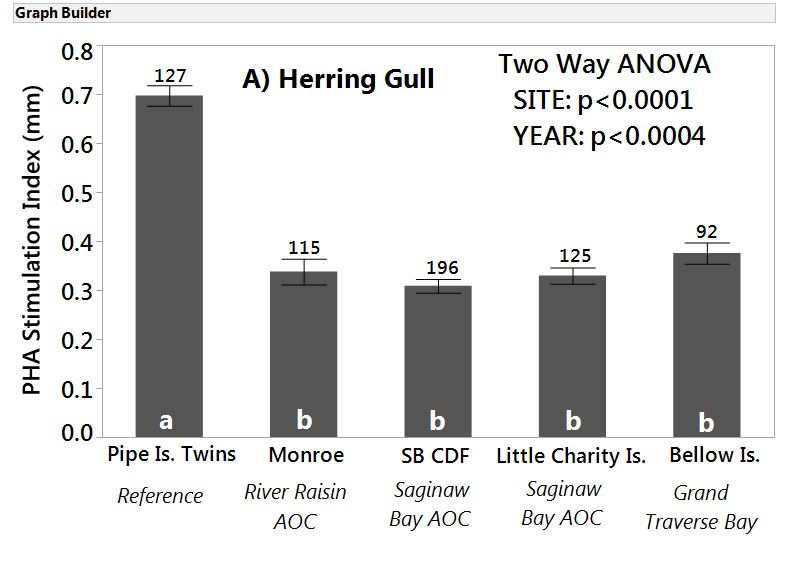 Graph Builder
A) Herring Gull
Two Way ANOVA
SITE: p<0.0001
YEAR: p<0.0004
PHA Stimulation Index (mm)
0.8
0.7
0.6
0.5
0.4
0.3
0.2
0.1
0.0
127
115
196
125
92
a
b
b
b
b
Pipe Is. Twins
Monroe
SB CDF
Little Charity Is.
Bellow Is.
Reference
River Raisin
AOC
Saginaw
Bay AOC
Saginaw
Bay AOC
Grand
Traverse Bay